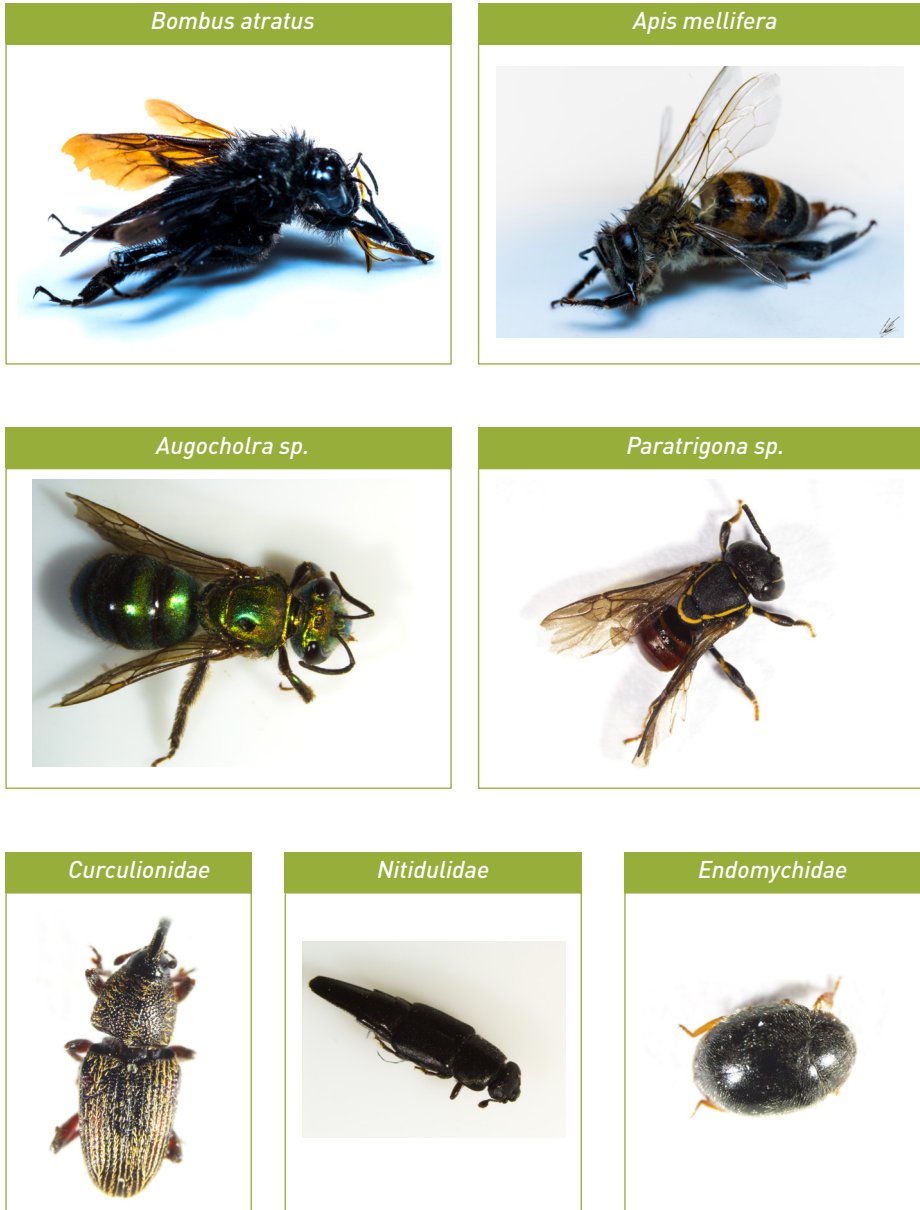 Bombus atratus
Apis mellifera
Augocholra sp.
Paratrigona sp.
Curculionidae
Nitidulidae
Endomychidae